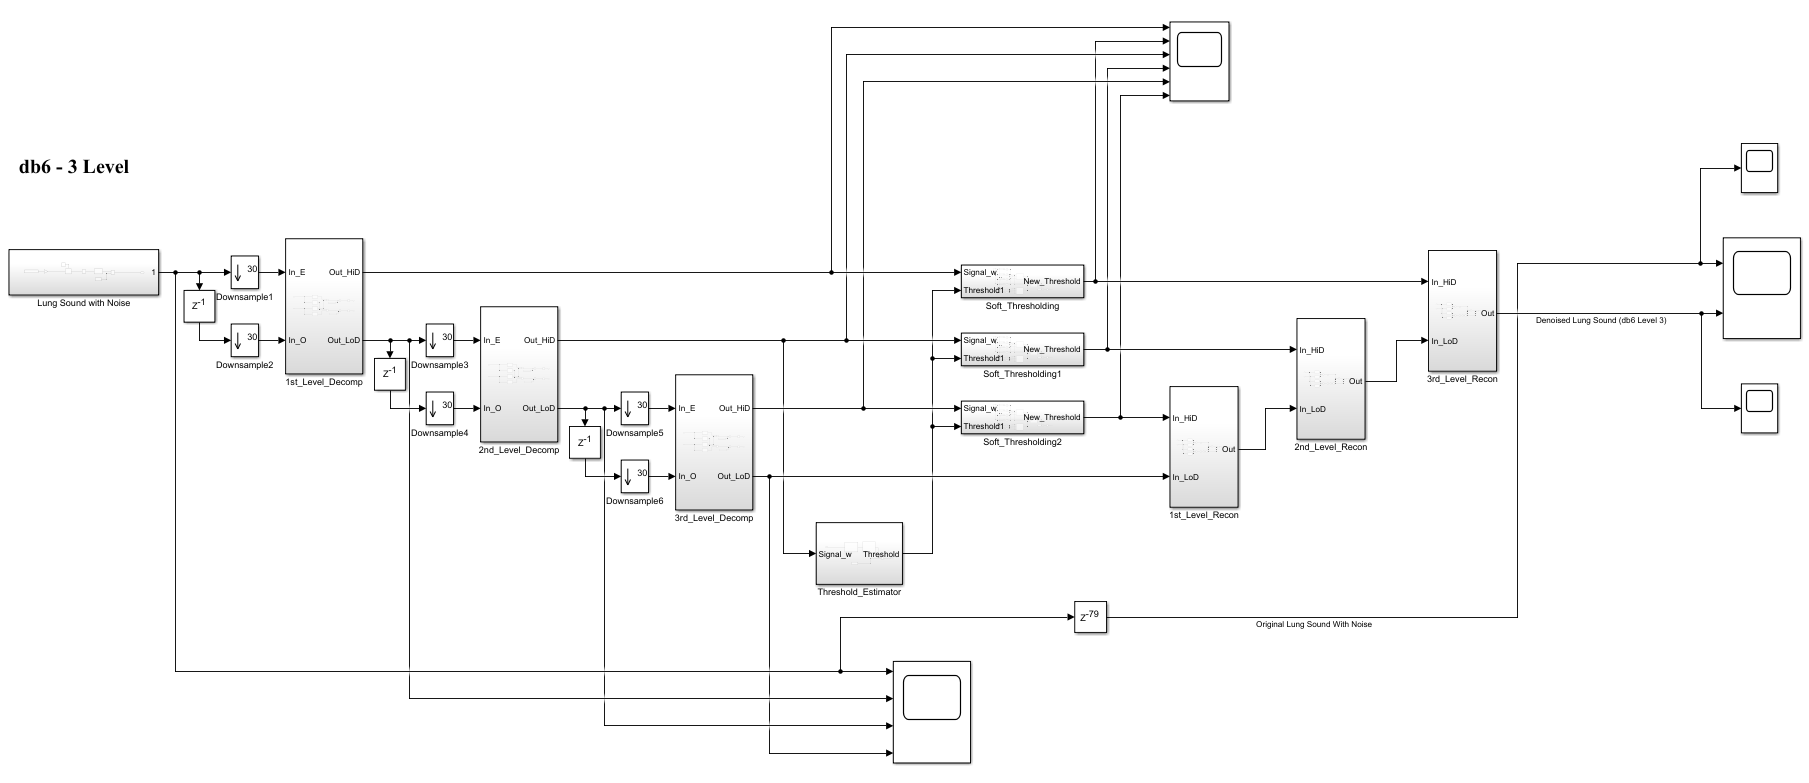 db6 - 3 Level
1
Lung Sound with Noise
z-1
30
Downsample1
30
Downsample2
In_E
Out_HiD
In_O
Out_LoD
1st_Level_Decomp
z-1
30
Downsample3
30
Downsample4
In_E
Out_HiD
In_O
Out_LoD
2nd_Level_Decomp
z-1
30
Downsample5
30
Downsample6
In_E
Out_HiD
In_O
Out_LoD
3rd_Level_Decomp
Signal_w
Threshold
Threshold_Estimator
Signal_w
Threshold1
New_Threshold
Soft_Thresholding
Signal_w
Threshold1
New_Threshold
Soft_Thresholding1
Signal_w
Threshold1
New_Threshold
Soft_Thresholding2
In_HiD
In_LoD
Out
1st_Level_Recon
In_HiD
In_LoD
Out
2nd_Level_Recon
In_HiD
In_LoD
Out
3rd_Level_Recon
Denoised Lung Sound (db6 Level 3)
z-79
Original Lung Sound With Noise